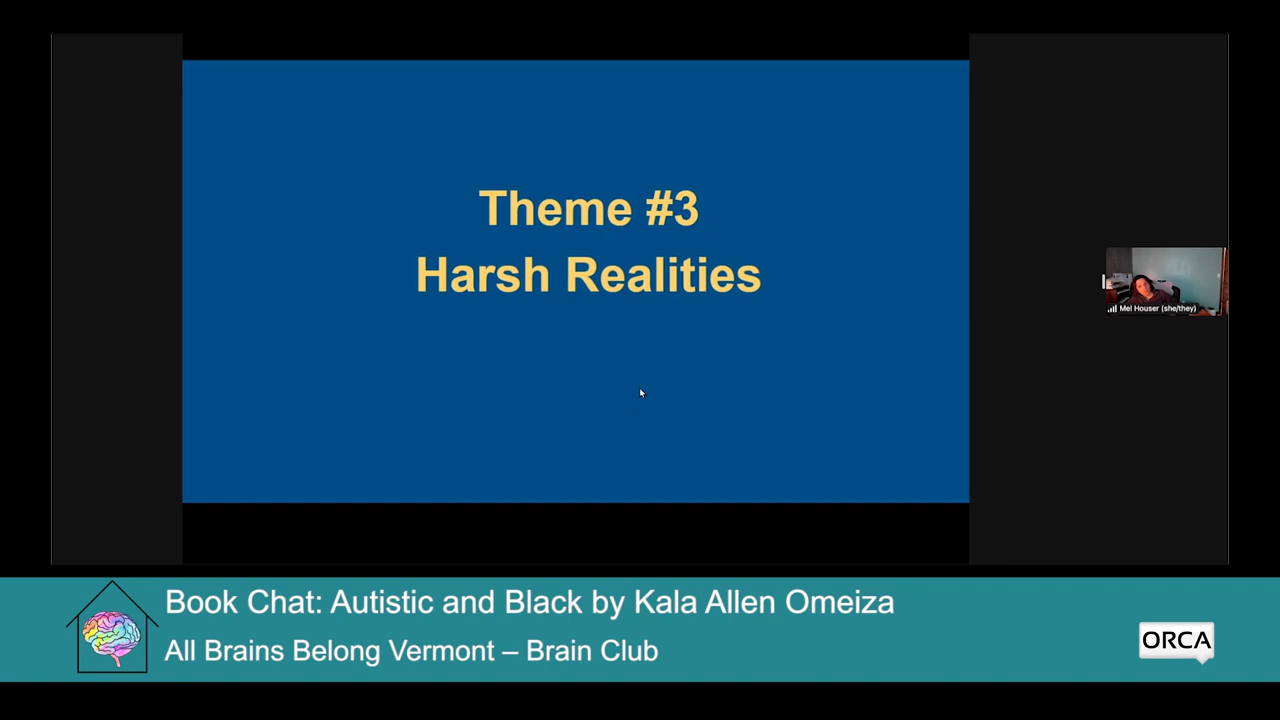 Theme #3
Harsh Realities
Mel Houser (she/they)
Book Chat: Autistic and Black by Kala Allen Omeiza
All Brains Belong Vermont – Brain Club
ORCA